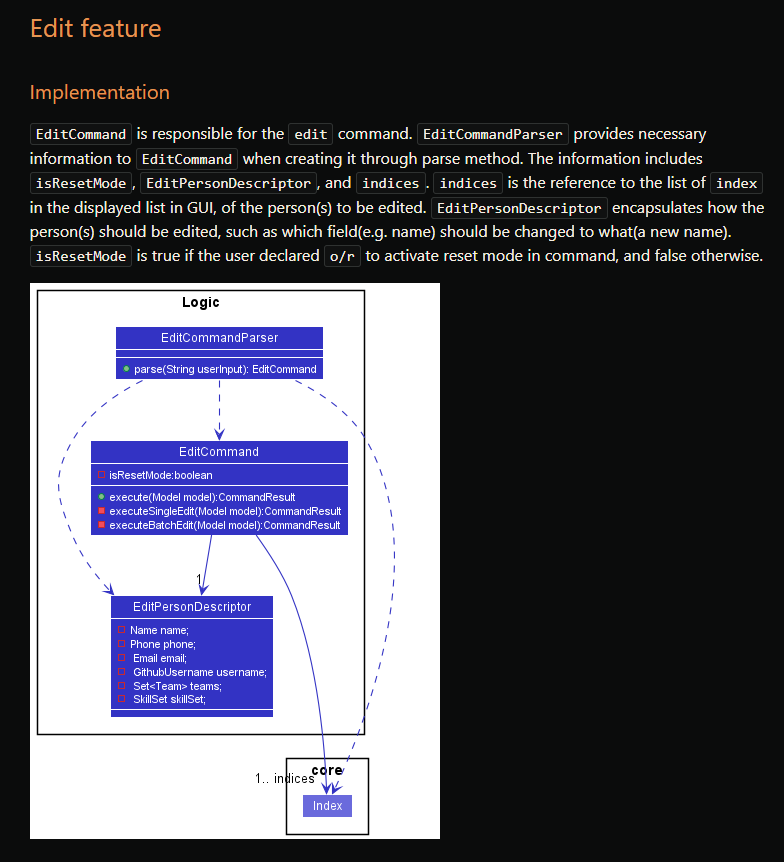 Edit feature
Implementation
EditCommand is responsible for the edit command. EditCommandParser provides necessary
information to EditCommand when creating it through parse method. The information includes
isResetMode, EditPersonDescriptor, and indices. indices is the reference to the list of index
in the displayed list in GUI, of the person(s) to be edited. EditPersonDescriptor encapsulates how the
person(s) should be edited, such as which field(e.g. name) should be changed to what(a new name).
isResetMode is true if the user declared o/r to activate reset mode in command, and false otherwise.
Logic
EditCommandParser
parse(String userInput): EditCommand
EditCommand
isResetMode:boolean
execute(Model model):CommandResult
executeSingleEdit(Model model):CommandResult
executeBatchEdit(Model model):CommandResult
1
EditPersonDescriptor
Name name;
Phone phone;
Email email;
GithubUsername username;
Set<Team> teams;
SkillSet skillSet;
core
1.. indices
Index